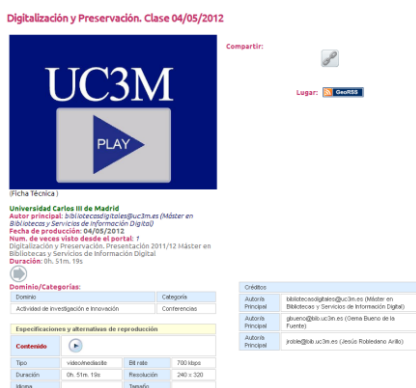 Digitalización y Preservación. Clase 04/05/2012
Compartir:
UC3M
PLAY
Lugar: GeoRSS
(Ficha Técnica )
Universidad Carlos III de Madrid
Autor principal: bibliotecasdigitales@uc3m.es (Máster en
Bibliotecas y Servicios de Información Digital)
Fecha de producción: 04/05/2012
Num. de veces visto desde el portal: 1
Digitalización y Preservación. Presentación 2011/12 Máster en
Bibliotecas y Servicios de Información Digital
Duración: 0h. 51m. 19s
Dominio/Categorías:
Dominio Categoría
Actividad de investigación e Innovación Conferencias
Especificaciones y alternativas de reproducción
Contenido
Tipo video/mediasite Bit rate 700 kbps
Duración 0h. 51m. 19s Resolución 240 x 320
Idioma Tamaño
Créditos
Autor/a Principal bibliotecasdigitales@uc3m.es (Máster en Bibliotecas y Servicios de Información Digital)
Autor/a Principal gbueno@bib.uc3m.es (Gema Bueno de la Fuente)
Autor/a Principal jroble@bib.uc3m.es (Jesús Robledano Arillo)